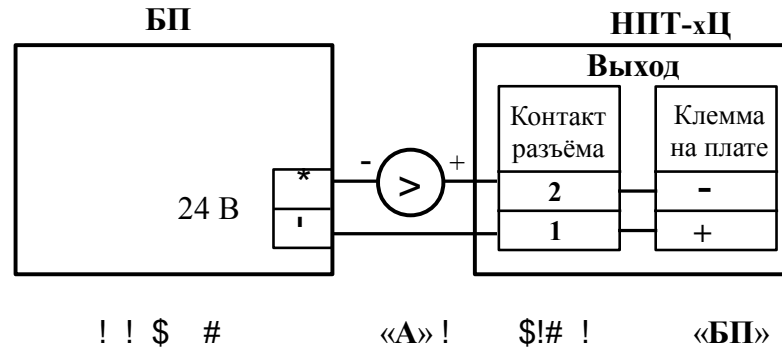 БП
НПТ-хЦ
Выход
Контакт
разъёма
Клемма
на плате
*
- > +
2
-
24 В
'
1
+
! ! $ # «А» ! $!# ! «БП»